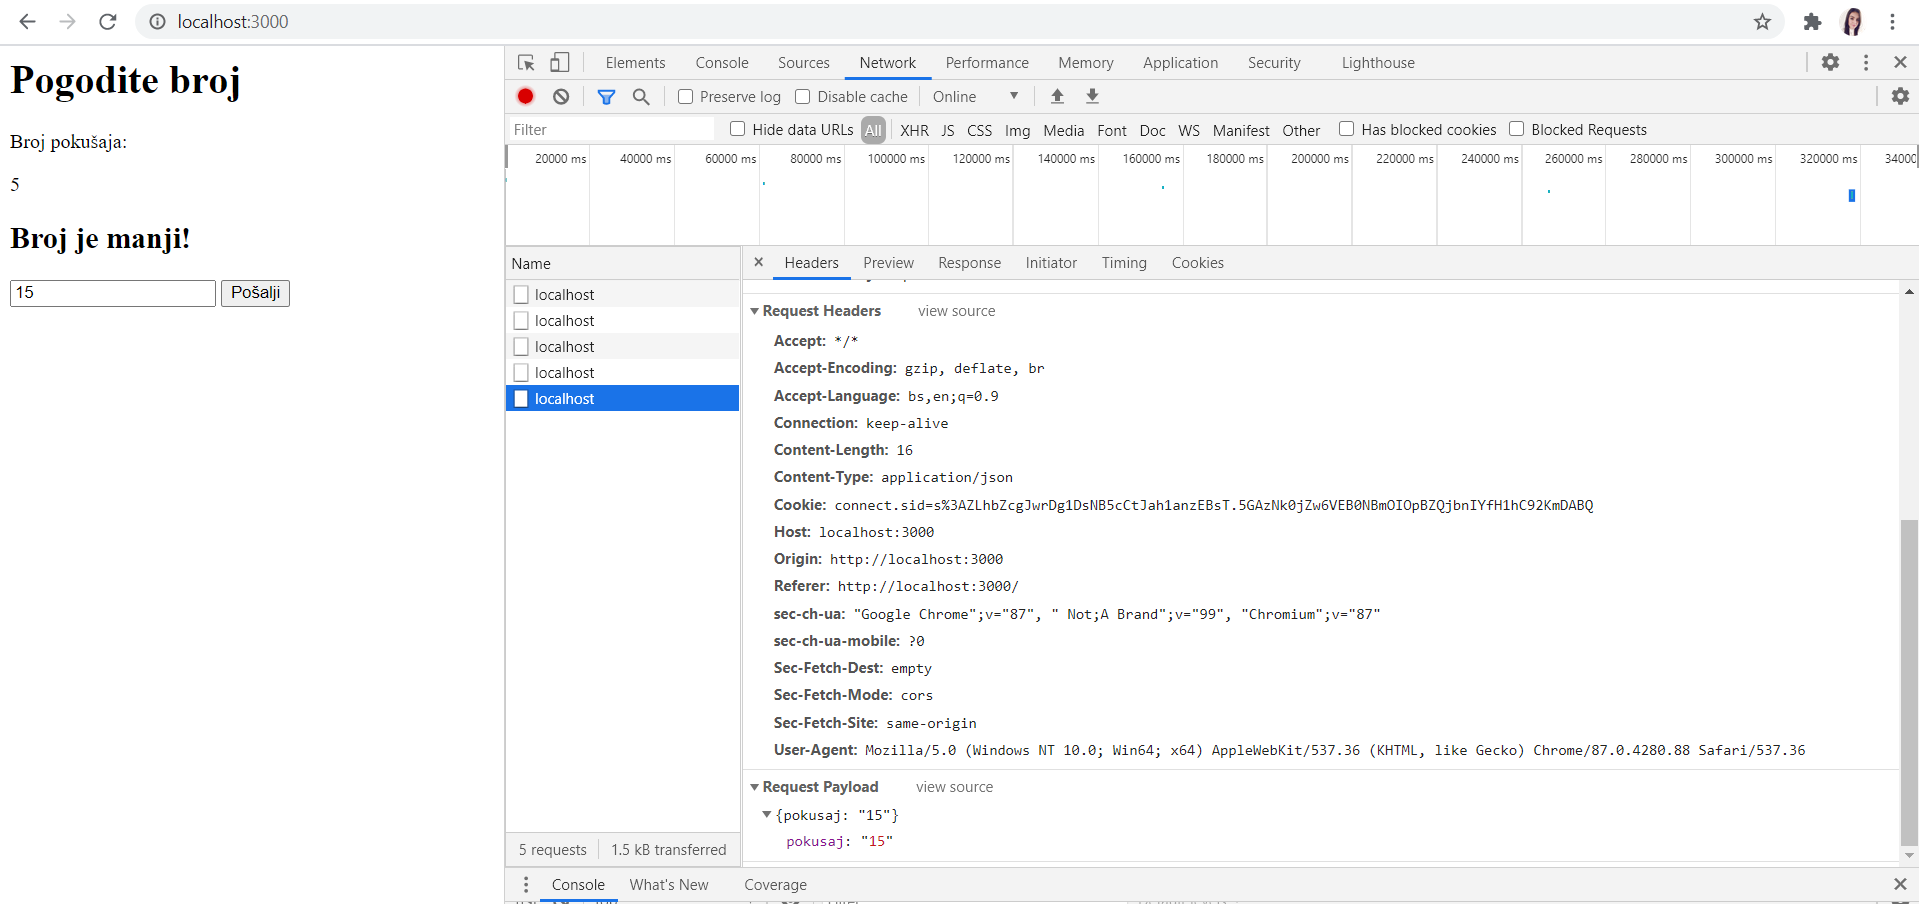 localhost:3000
Pogodite broj
Broj pokušaja:
5
Broj je manji!
15 Pošalji
Elements Console Sources Network Performance Memory Application Security Lighthouse
Preserve log Disable cache Online
Filter Hide data URLs All XHR JS CSS Img Media Font Doc WS Manifest Other Has blocked cookies Blocked Requests
20000 ms 40000 ms 60000 ms 80000 ms 100000 ms 120000 ms 140000 ms 160000 ms 180000 ms 200000 ms 220000 ms 240000 ms 260000 ms 280000 ms 300000 ms 320000 ms 34000
Name
localhost
localhost
localhost
localhost
localhost
5 requests 1.5 kB transferred
Headers Preview Response Initiator Timing Cookies
Request Headers view source
Accept: */*
Accept-Encoding: gzip, deflate, br
Accept-Language: bs,en;q=0.9
Connection: keep-alive
Content-Length: 16
Content-Type: application/json
Cookie: connect.sid=s%3AZLhbZcgJwrDg1DsNB5cCtJah1anzEBsT.5GAzNk0jZw6VEB0NBmOIOpBZQjbnIYfH1hC92KmDABQ
Host: localhost:3000
Origin: http://localhost:3000
Referer: http://localhost:3000/
sec-ch-ua: "Google Chrome";v="87", " Not;A Brand";v="99", "Chromium";v="87"
sec-ch-ua-mobile: ?0
Sec-Fetch-Dest: empty
Sec-Fetch-Mode: cors
Sec-Fetch-Site: same-origin
User-Agent: Mozilla/5.0 (Windows NT 10.0; Win64; x64) AppleWebKit/537.36 (KHTML, like Gecko) Chrome/87.0.4280.88 Safari/537.36
Request Payload view source
{pokusaj: "15"}
pokusaj: "15"
Console What's New Coverage